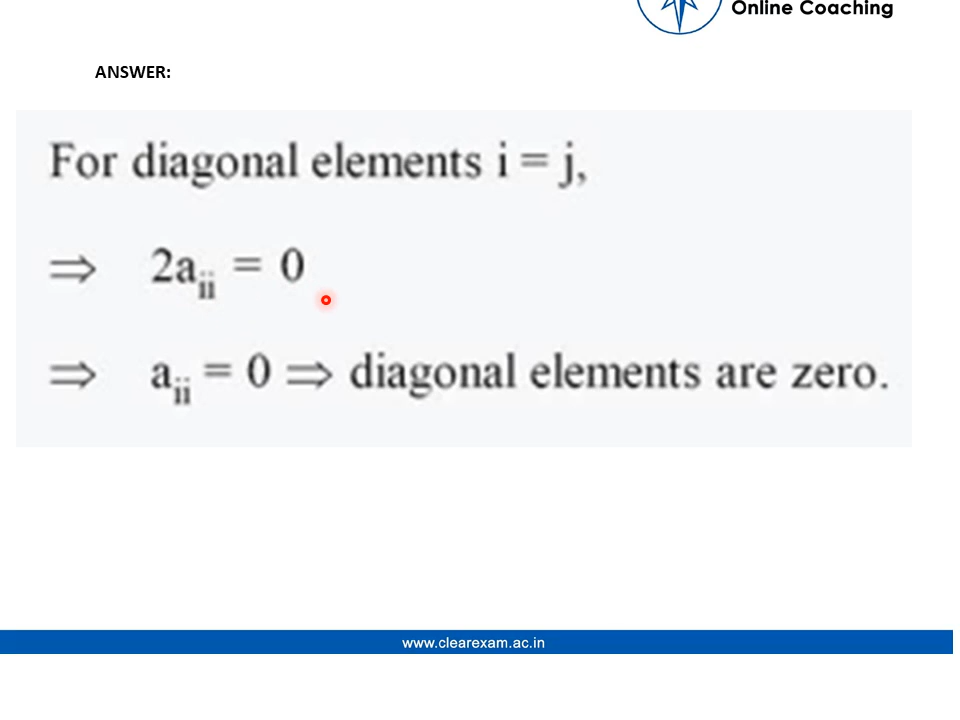 Online Coaching
ANSWER:
For diagonal elements i = j,
⇒ 2aᵢᵢ = 0
⇒ aᵢᵢ = 0 ⇒ diagonal elements are zero.
www.clearexam.ac.in